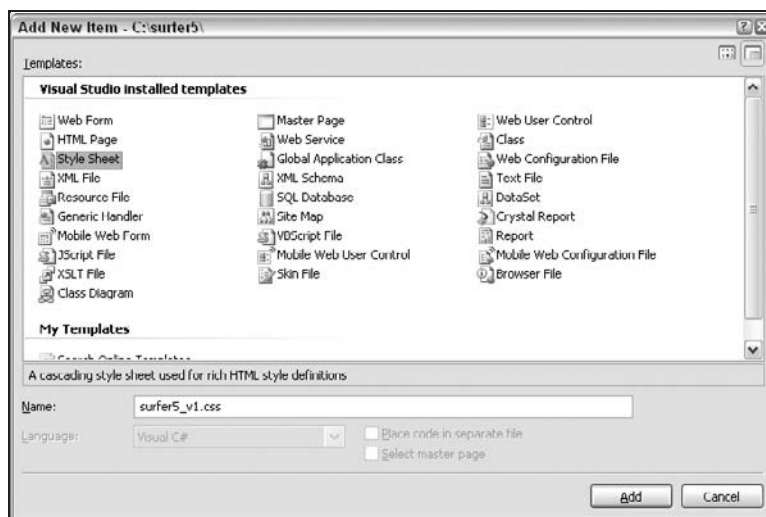 Add New Item - C:\surfer5\
Templates:
Visual Studio installed templates
Web Form Master Page Web User Control
HTML Page Web Service Class
Style Sheet Global Application Class Web Configuration File
XML File XML Schema Text File
Resource File SQL Database DataSet
Generic Handler Site Map Crystal Report
Mobile Web Form VBScript File Report
JScript File Mobile Web User Control Mobile Web Configuration File
XSLT File Skin File Browser File
Class Diagram
My Templates
Search Online Templates
A cascading style sheet used for rich HTML style definitions
Name: surfer5_v1.css
Language: Visual C# Place code in separate file
Select master page
Add Cancel